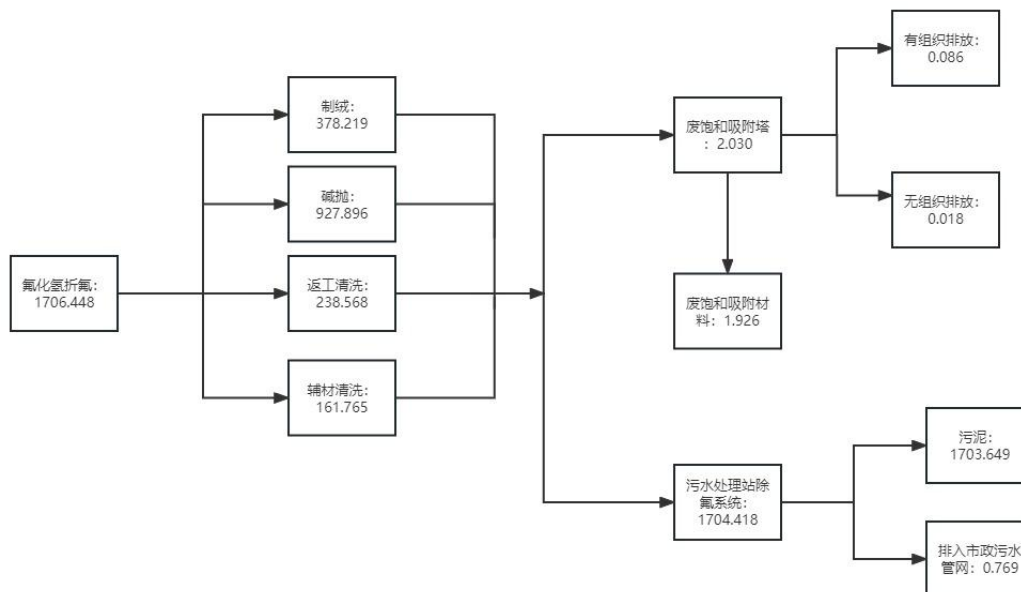 氟化氢折氟：
1706.448
制绒：
378.219
碱抛：
927.896
返工清洗：
238.568
辅材清洗：
161.765
废饱和吸附塔
：2.030
有组织排放：
0.086
无组织排放：
0.018
废饱和吸附材
料：1.926
污水处理站除
氟系统：
1704.418
污泥：
1703.649
排入市政污水
管网：0.769